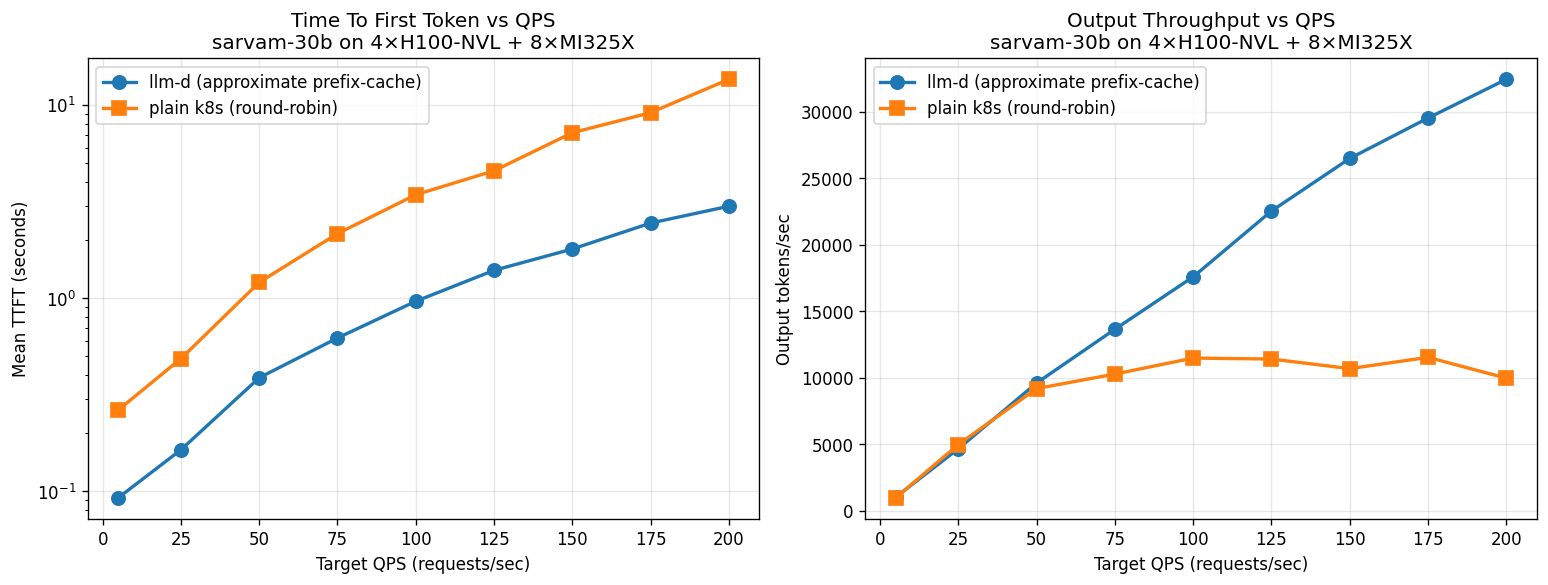 Time To First Token vs QPS
sarvam-30b on 4×H100-NVL + 8×MI325X
llm-d (approximate prefix-cache)
plain k8s (round-robin)
Mean TTFT (seconds)
10¹
10⁰
10⁻¹
0 25 50 75 100 125 150 175 200
Target QPS (requests/sec)
Output Throughput vs QPS
sarvam-30b on 4×H100-NVL + 8×MI325X
llm-d (approximate prefix-cache)
plain k8s (round-robin)
Output tokens/sec
30000
25000
20000
15000
10000
5000
0
0 25 50 75 100 125 150 175 200
Target QPS (requests/sec)